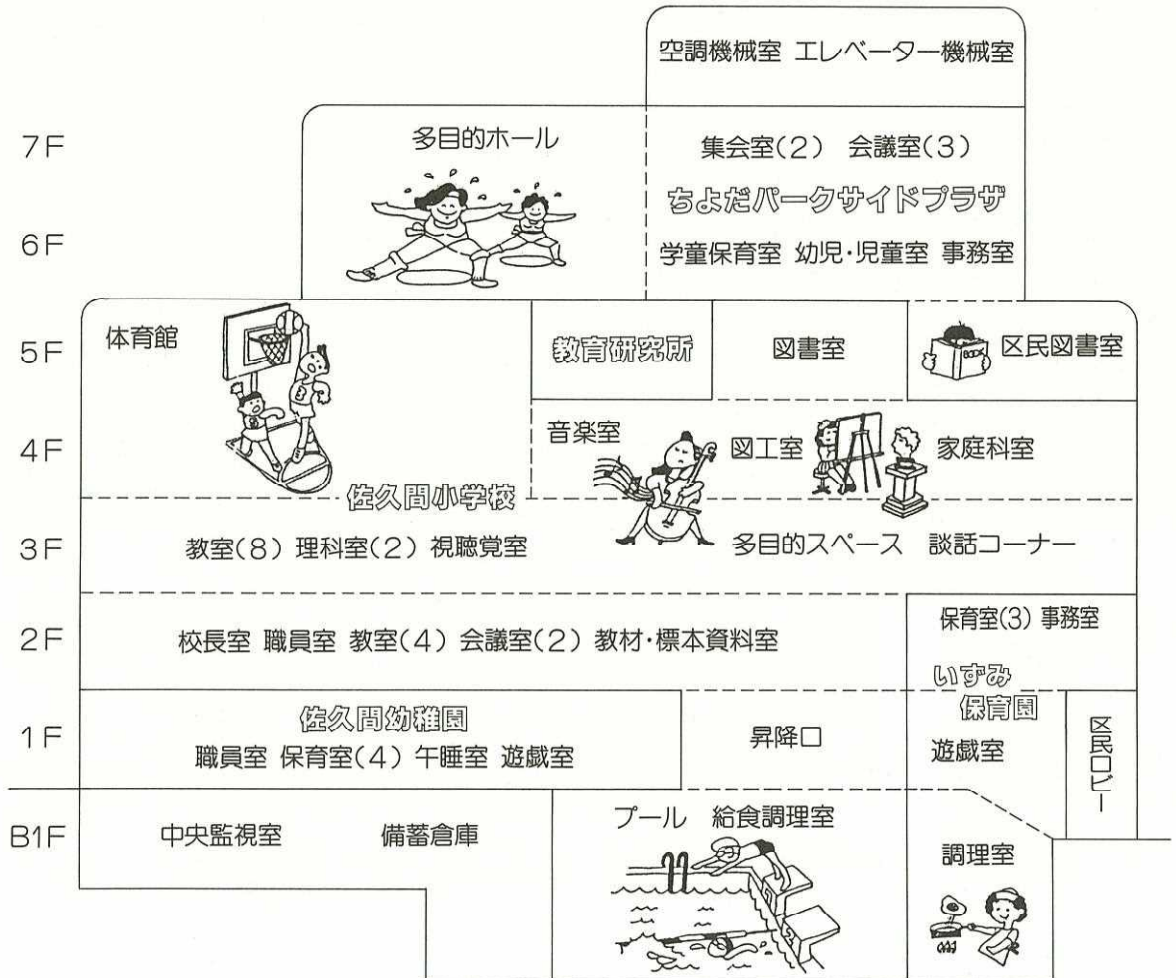 空調機械室 エレベーター機械室
7F
多目的ホール
集会室(2) 会議室(3)
ちよだパークサイドプラザ
6F
学童保育室 幼児・児童室 事務室
体育館
5F
教育研究所
図書室
区民図書室
4F
音楽室
図工室
家庭科室
佐久間小学校
3F
教室(8) 理科室(2) 視聴覚室
多目的スペース 談話コーナー
2F
校長室 職員室 教室(4) 会議室(2) 教材・標本資料室
保育室(3) 事務室
いずみ
保育園
佐久間幼稚園
1F
職員室 保育室(4) 午睡室 遊戯室
昇降口
遊戯室
区民ロビー
B1F
中央監視室
備蓄倉庫
プール 給食調理室
調理室